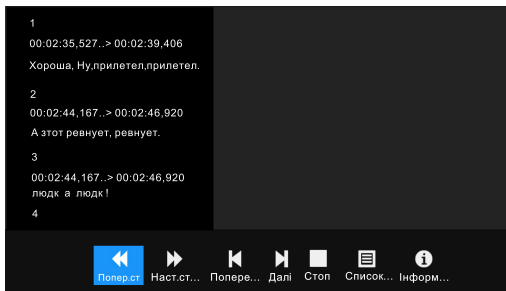 1
00:02:35,527..> 00:02:39,406
Хороша, Ну,прилетел,прилетел.
2
00:02:44,167..> 00:02:46,920
А зтот ревнует, ревнует.
3
00:02:44,167..> 00:02:46,920
людк а людк!
4
Попер.ст Наст.ст... Попере... Далі Стоп Список... Інформ...